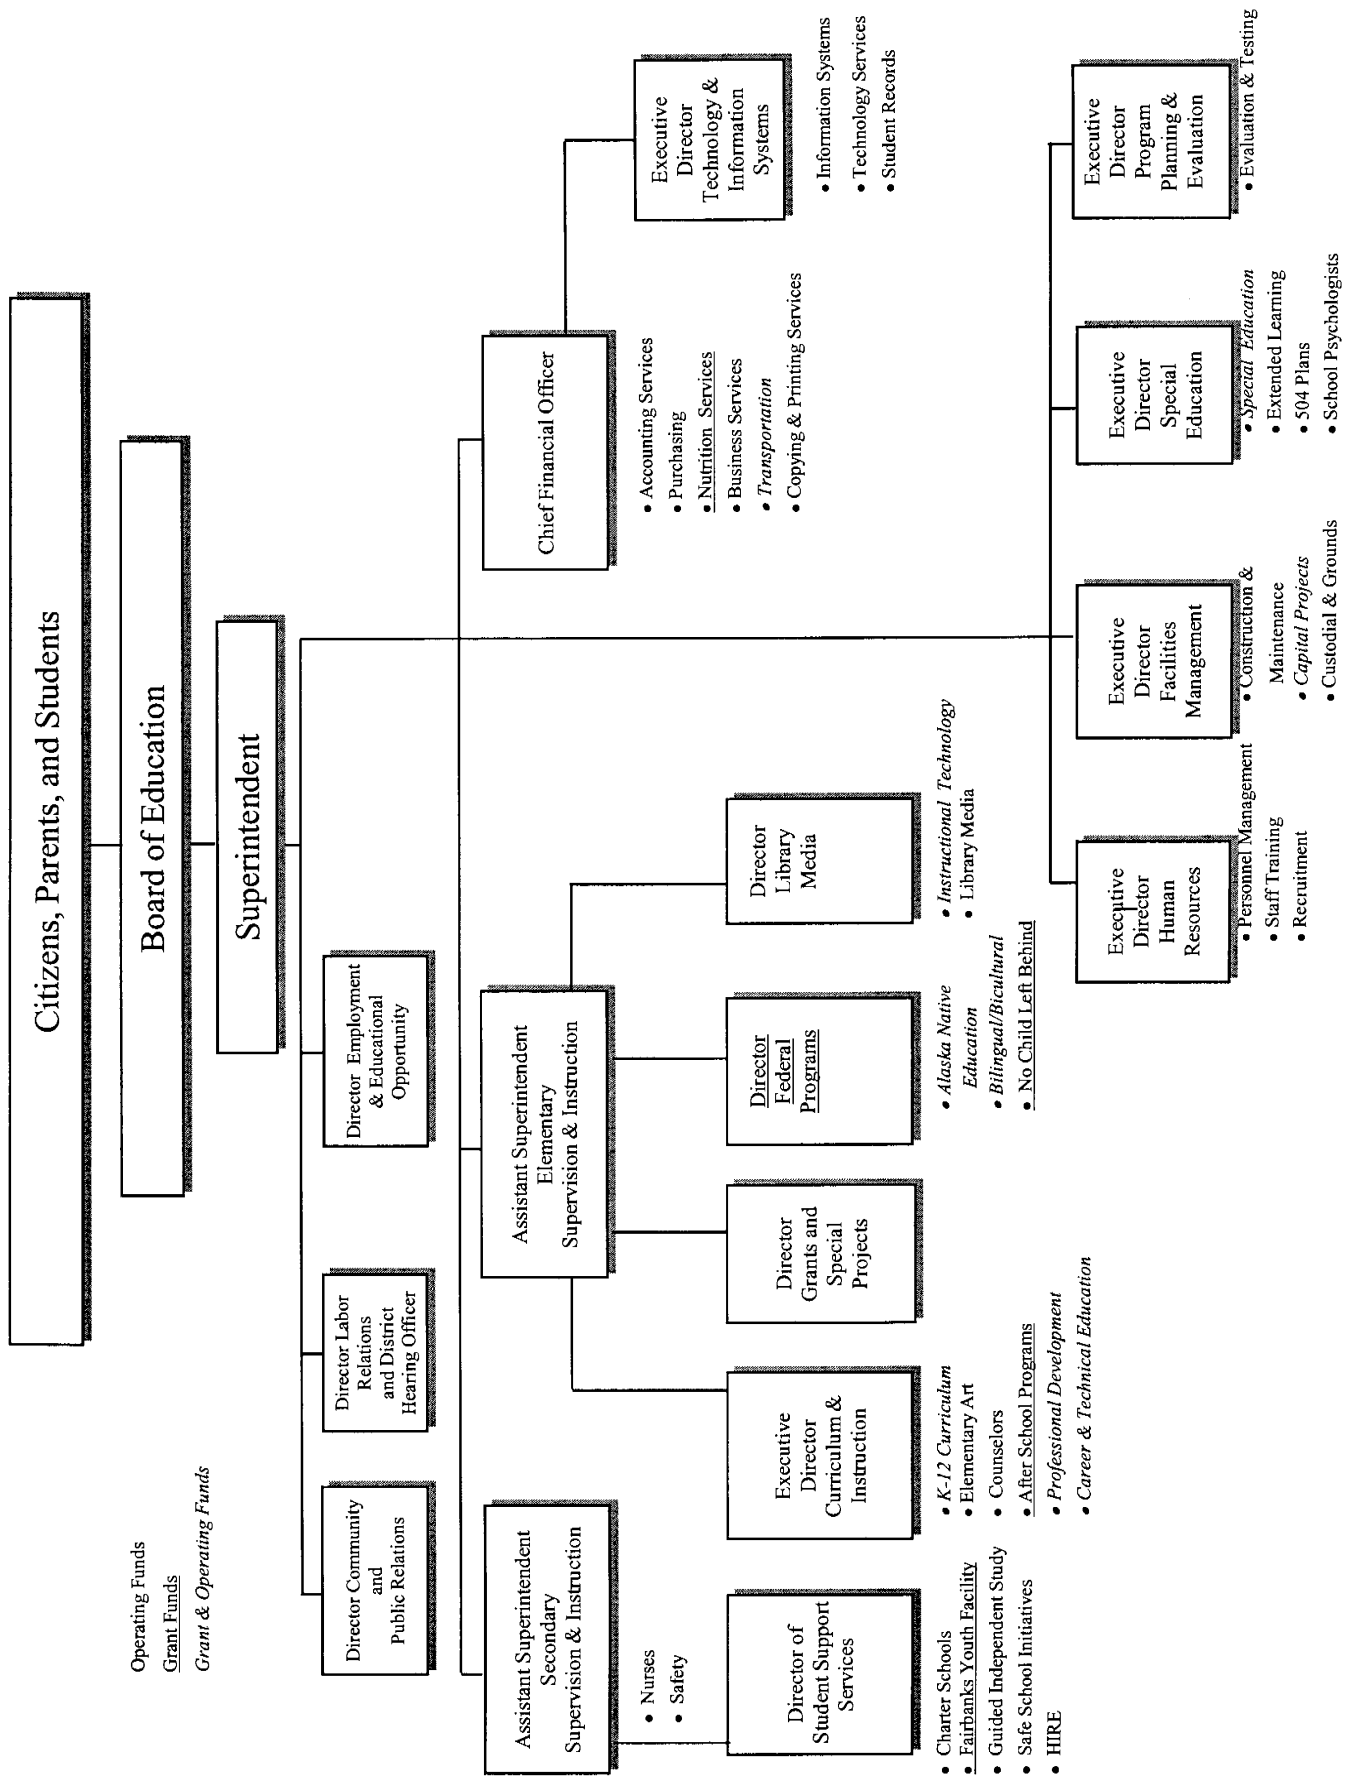 Citizens, Parents, and Students
Board of Education
Superintendent
Operating Funds
Grant Funds
Grant & Operating Funds
Director Community
and
Public Relations
Director Labor
Relations
and District
Hearing Officer
Director Employment
& Educational
Opportunity
Assistant Superintendent
Secondary
Supervision & Instruction
• Nurses
• Safety
Assistant Superintendent
Elementary
Supervision & Instruction
Chief Financial Officer
• Accounting Services
• Purchasing
• Nutrition Services
• Business Services
• Transportation
• Copying & Printing Services
Executive
Director
Technology &
Information
Systems
• Information Systems
• Technology Services
• Student Records
Director of
Student Support
Services
• Charter Schools
• Fairbanks Youth Facility
• Guided Independent Study
• Safe School Initiatives
• HIRE
Executive
Director
Curriculum &
Instruction
• K-12 Curriculum
• Elementary Art
• Counselors
• After School Programs
• Professional Development
• Career & Technical Education
Director
Grants and
Special
Projects
Director
Federal
Programs
• Alaska Native
Education
• Bilingual/Bicultural
• No Child Left Behind
Director
Library
Media
• Instructional Technology
• Library Media
Executive
Director
Human
Resources
• Personnel Management
• Staff Training
• Recruitment
Executive
Director
Facilities
Management
• Construction &
Maintenance
• Capital Projects
• Custodial & Grounds
Executive
Director
Special
Education
• Special Education
• Extended Learning
• 504 Plans
• School Psychologists
Executive
Director
Program
Planning &
Evaluation
• Evaluation & Testing